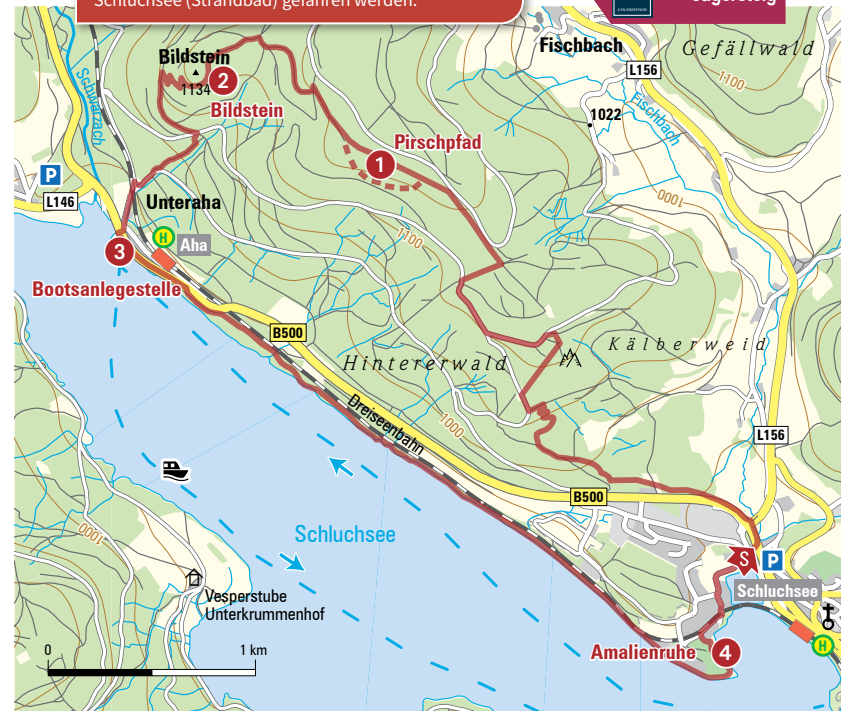 Schluchsee (Strandbad) gefahren werden.
Bildstein
1134
2
Bildstein
Fischbach
Gefällwald
L156
1100
Fischbach
1022
Schwarzach
Pirschpfad
1
1000
P
L146
Unteraha
H
Aha
3
Bootsanlegestelle
1100
B500
Hintererwald
Kälberweid
Dreiseenbahn
1000
L156
B500
Schluchsee
1000
Vesperstube
Unterkrummenhof
S
P
Schluchsee
H
Amalienruhe
4
0
1 km